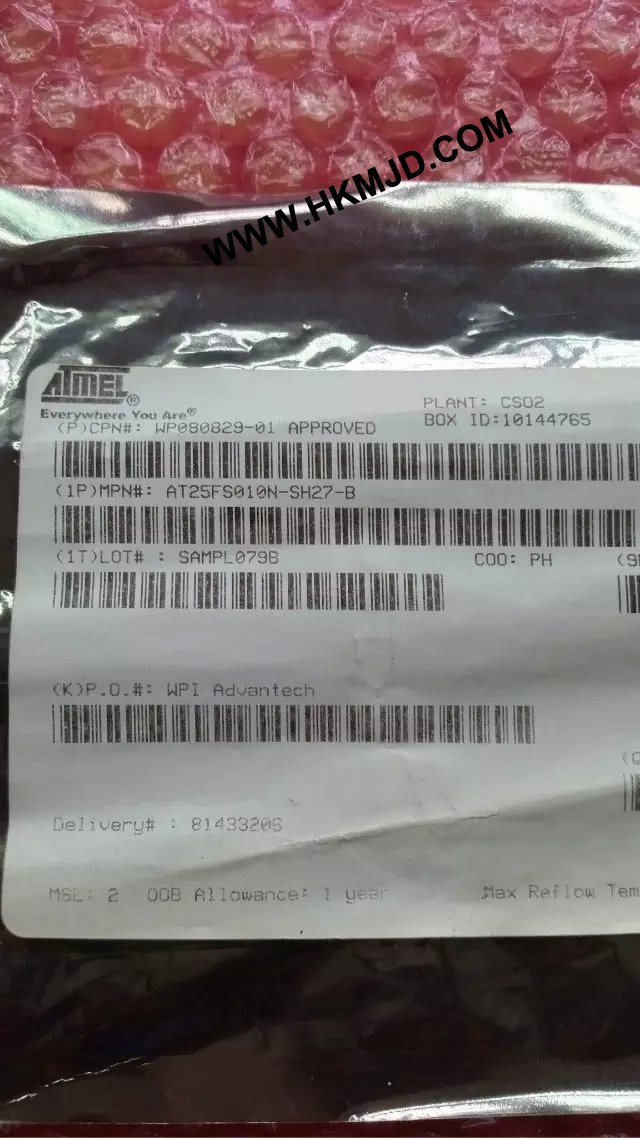 WWW.HKMJD.COM
ATMEL®
Everywhere You Are®
PLANT: CS02
(P)CPN#: WP080829-01 APPROVED
BOX ID:10144765
(1P)MPN#: AT25FS010N-SH27-B
(1T)LOT# : SAMPL079B COO: PH (9D
(K)P.O.#: WPI Advantech
(Q
Delivery# : 81433206
MSL: 2 OOB Allowance: 1 year Max Reflow Tem